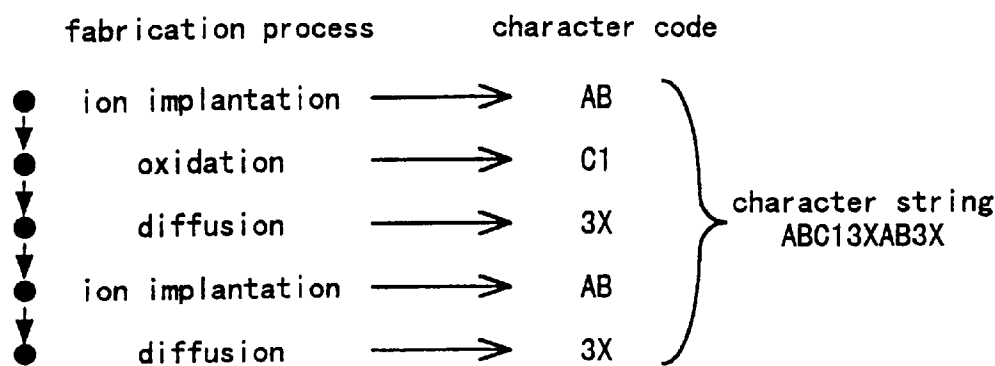 fabrication process character code
ion implantation AB
oxidation C1
diffusion 3X
character string
ABC13XAB3X
ion implantation AB
diffusion 3X